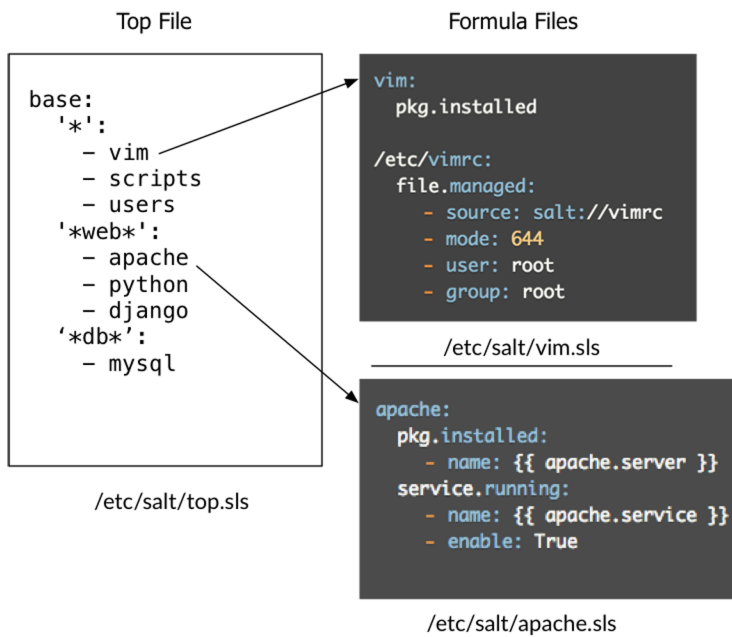 Top File
base:
  '*':
    – vim
    – scripts
    – users
  '*web*':
    – apache
    – python
    – django
  ‘*db*’:
    – mysql
/etc/salt/top.sls
Formula Files
vim:
  pkg.installed
/etc/vimrc:
  file.managed:
    - source: salt://vimrc
    - mode: 644
    - user: root
    - group: root
/etc/salt/vim.sls
apache:
  pkg.installed:
    - name: {{ apache.server }}
  service.running:
    - name: {{ apache.service }}
    - enable: True
/etc/salt/apache.sls